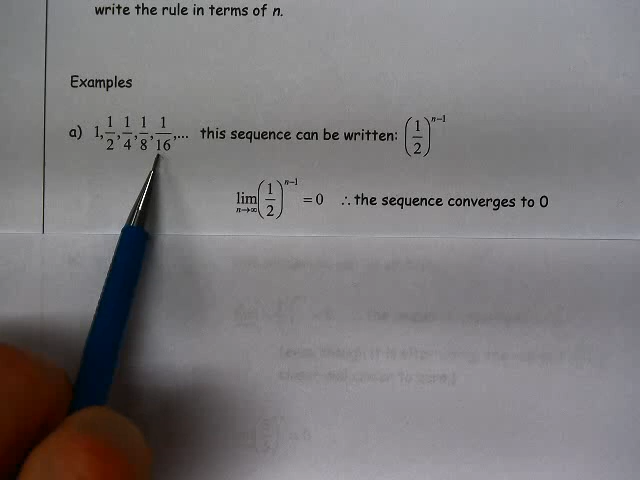 write the rule in terms of n.
Examples
a) 1, 1/2, 1/4, 1/8, 1/16, ... this sequence can be written: (1/2)^(n-1)
lim n→∞ (1/2)^(n-1) = 0 ∴ the sequence converges to 0